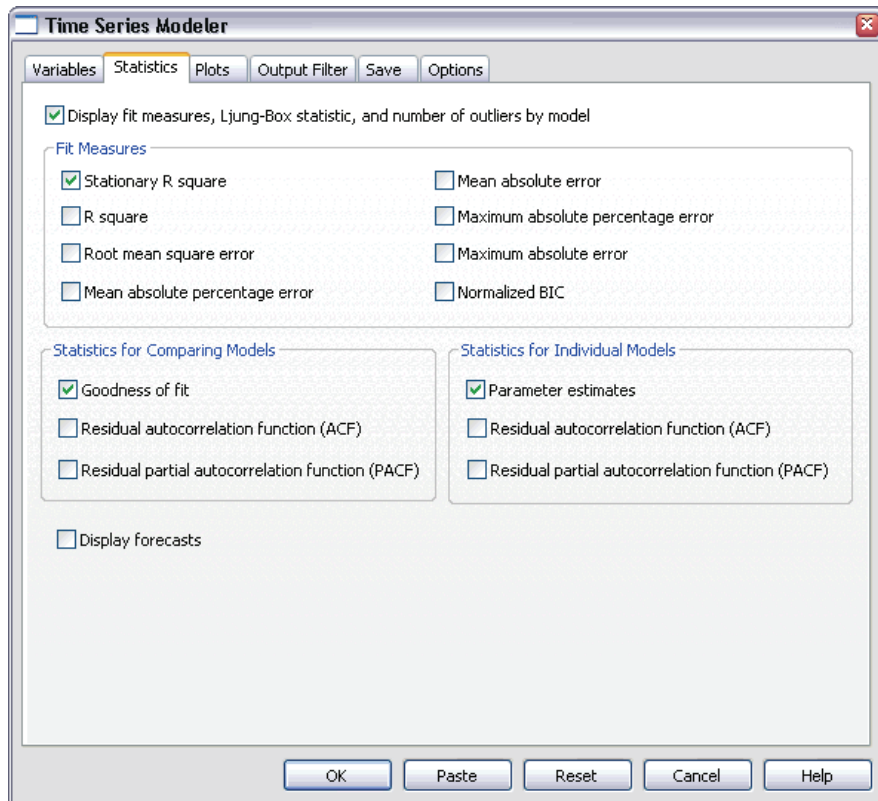 Time Series Modeler
Variables Statistics Plots Output Filter Save Options
Display fit measures, Ljung-Box statistic, and number of outliers by model
Fit Measures
Stationary R square
R square
Root mean square error
Mean absolute percentage error
Mean absolute error
Maximum absolute percentage error
Maximum absolute error
Normalized BIC
Statistics for Comparing Models
Goodness of fit
Residual autocorrelation function (ACF)
Residual partial autocorrelation function (PACF)
Statistics for Individual Models
Parameter estimates
Residual autocorrelation function (ACF)
Residual partial autocorrelation function (PACF)
Display forecasts
OK Paste Reset Cancel Help